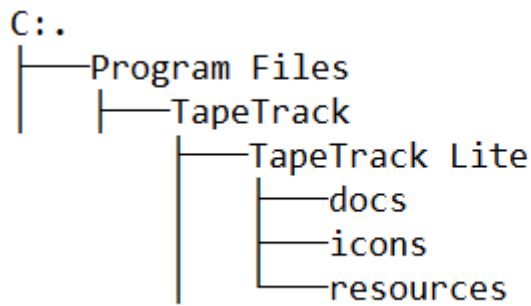 C:.
Program Files
TapeTrack
TapeTrack Lite
docs
icons
resources